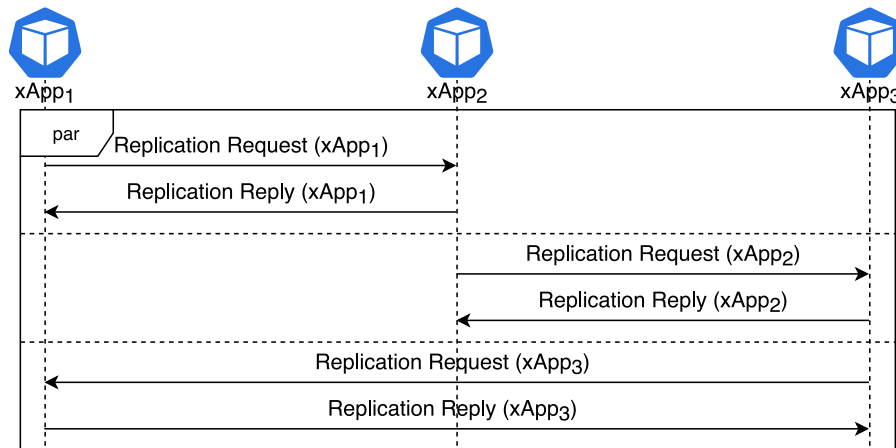 xApp₁ xApp₂ xApp₃
par
Replication Request (xApp₁)
Replication Reply (xApp₁)
Replication Request (xApp₂)
Replication Reply (xApp₂)
Replication Request (xApp₃)
Replication Reply (xApp₃)